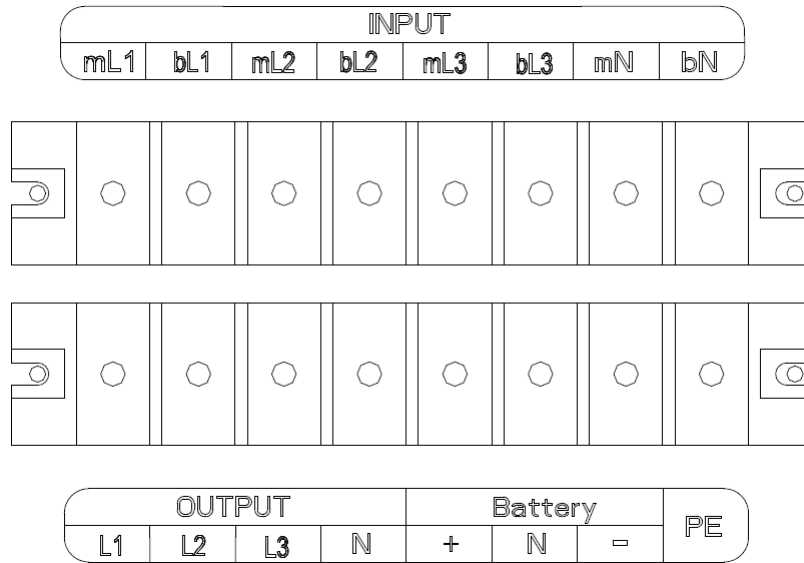 INPUT
mL1 bL1 mL2 bL2 mL3 bL3 mN bN
OUTPUT Battery PE
L1 L2 L3 N + N -